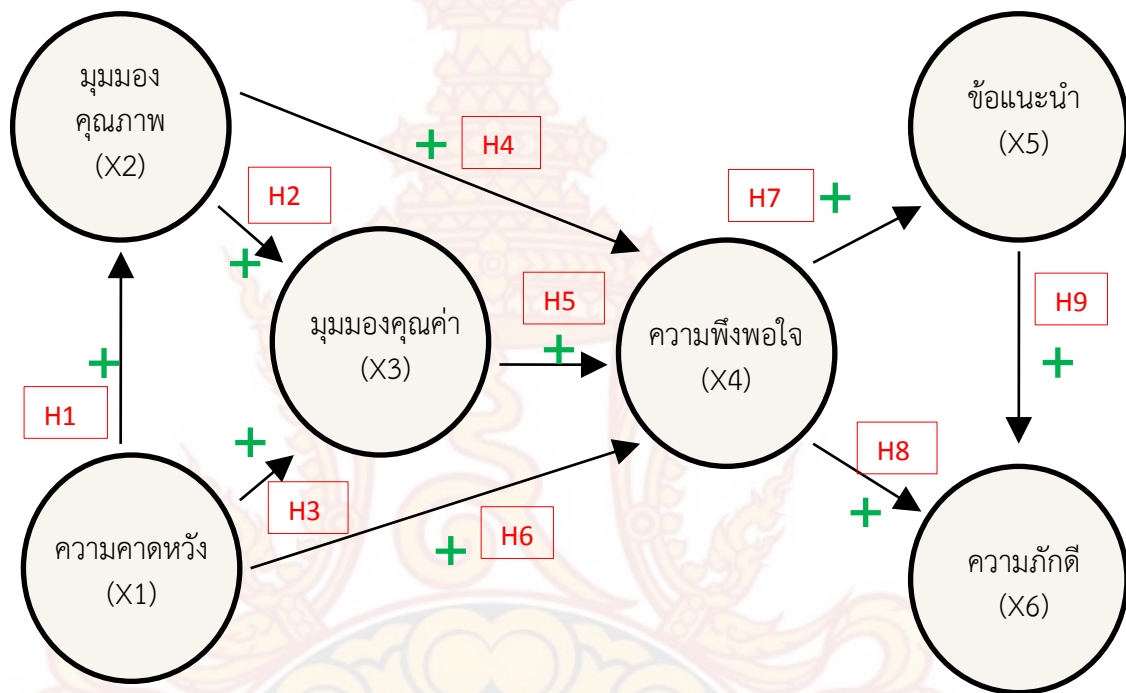 มุมมอง
คุณภาพ
(X2)
ข้อแนะนำ
(X5)
+
H4
H2
H7
+
+
H5
H9
มุมมองคุณค่า
(X3)
+
ความพึงพอใจ
(X4)
+
+
H1
+
H3
H8
+
H6
+
ความคาดหวัง
(X1)
ความภักดี
(X6)